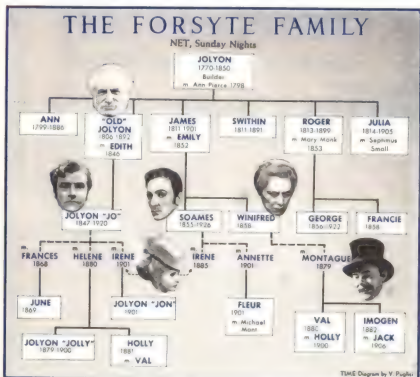 THE FORSYTE FAMILY
NET, Sunday Nights
JOLYON
1770-1850
Builder
m. Ann Pierce 1798
ANN
1799-1886
"OLD"
JOLYON
1806-1892
m. EDITH
1846
JAMES
1811-1901
m. EMILY
1852
SWITHIN
1811-1891
ROGER
1813-1899
m. Mary Monk
1853
JULIA
1814-1905
m. Septimus
Small
JOLYON "JO"
1847-1920
SOAMES
1855-1926
WINIFRED
1858-
GEORGE
1856-1922
FRANCIE
1858-
m.
FRANCES
1868
m.
HELENE
1880
m.
IRENE
1901
m.
IRENE
1885
m.
ANNETTE
1901
m.
MONTAGUE
1879
JUNE
1869-
JOLYON "JON"
1901-
FLEUR
1901
m. Michael
Mont
VAL
1880
m. HOLLY
1900
IMOGEN
1882
m. JACK
1906
JOLYON "JOLLY"
1879-1900
HOLLY
1881
m. VAL
TIME Diagram by V. Puglisi